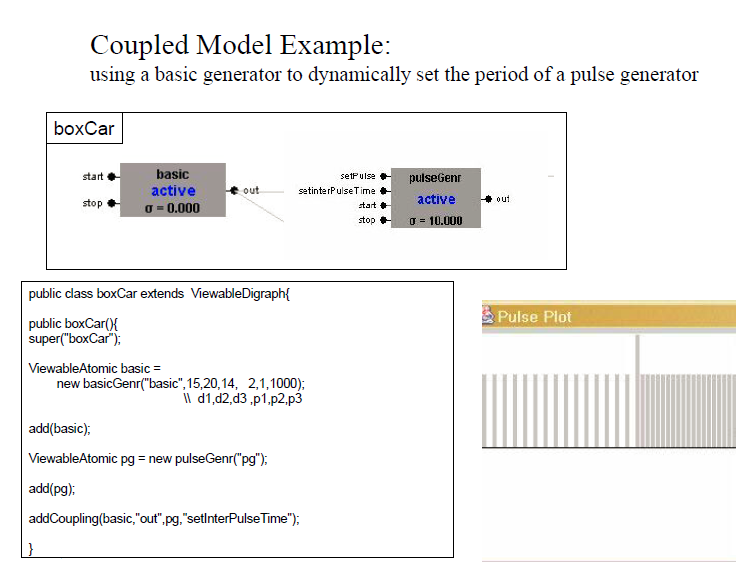 Coupled Model Example:
using a basic generator to dynamically set the period of a pulse generator
boxCar
start
stop
basic
active
σ = 0.000
out
setPulse
setinterPulseTime
start
stop
pulseGenr
active
σ = 10.000
out
public class boxCar extends ViewableDigraph{
public boxCar(){
super("boxCar");
ViewableAtomic basic =
new basicGenr("basic",15,20,14, 2,1,1000);
\\ d1,d2,d3 ,p1,p2,p3
add(basic);
ViewableAtomic pg = new pulseGenr("pg");
add(pg);
addCoupling(basic,"out",pg,"setInterPulseTime");
}
Pulse Plot